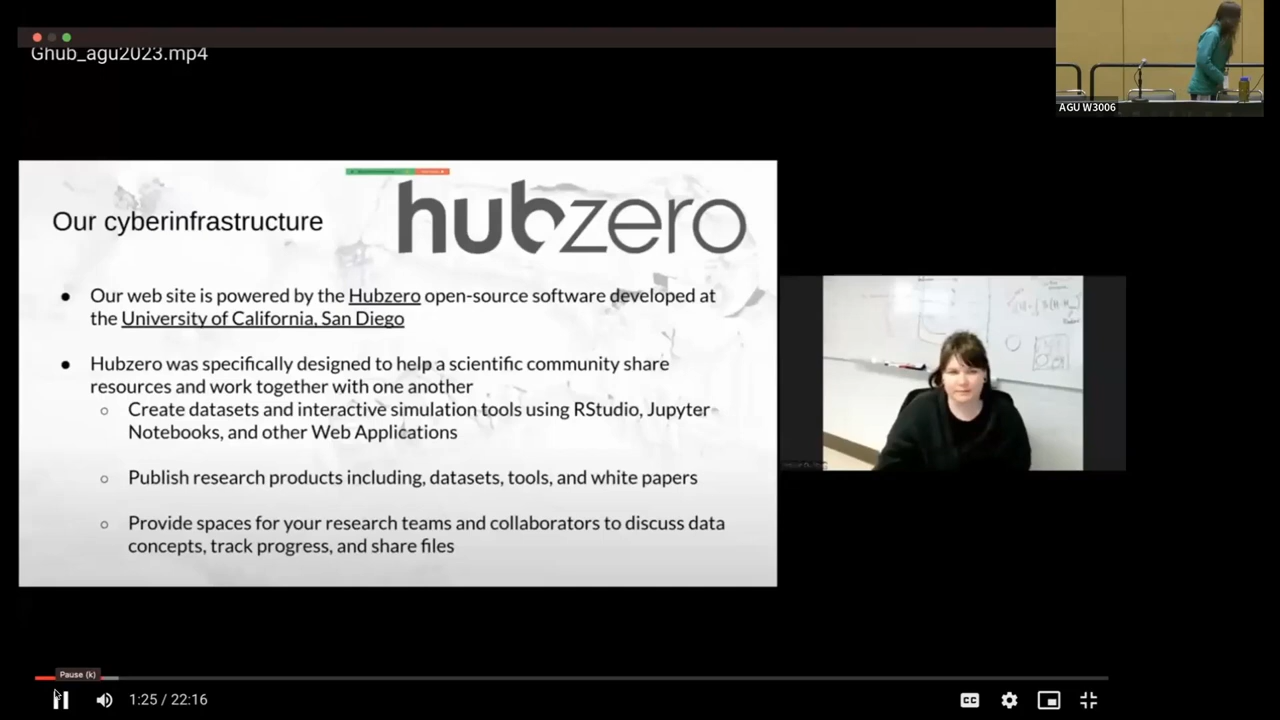 Ghub_agu2023.mp4
AGU W3006
hubzero
Our cyberinfrastructure
● Our web site is powered by the Hubzero open-source software developed at
the University of California, San Diego
● Hubzero was specifically designed to help a scientific community share
resources and work together with one another
○ Create datasets and interactive simulation tools using RStudio, Jupyter
Notebooks, and other Web Applications
○ Publish research products including, datasets, tools, and white papers
○ Provide spaces for your research teams and collaborators to discuss data
concepts, track progress, and share files
Pause (k)
1:25 / 22:16
CC